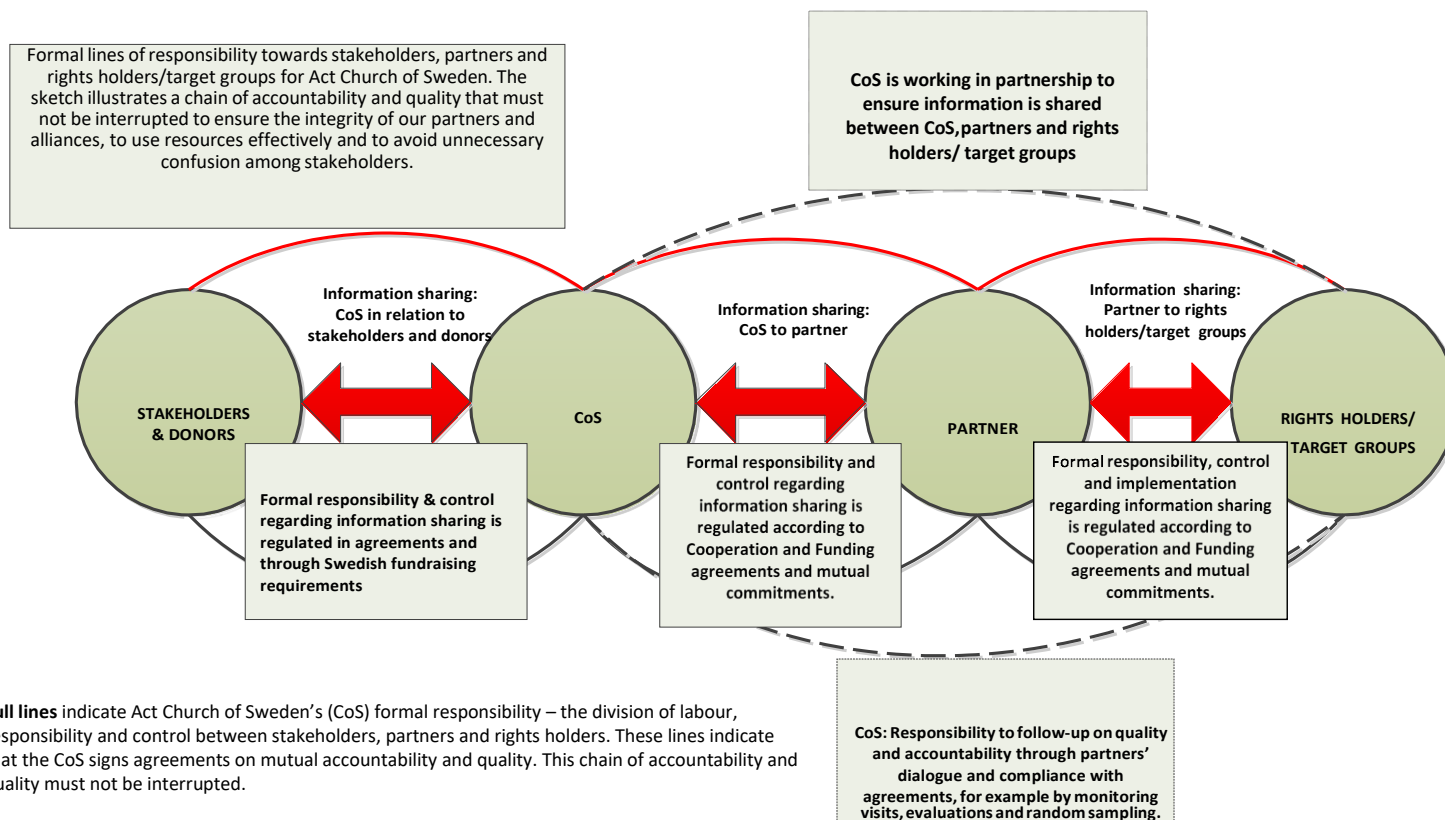 Formal lines of responsibility towards stakeholders, partners and
rights holders/target groups for Act Church of Sweden. The
sketch illustrates a chain of accountability and quality that must
not be interrupted to ensure the integrity of our partners and
alliances, to use resources effectively and to avoid unnecessary
confusion among stakeholders.
CoS is working in partnership to
ensure information is shared
between CoS,partners and rights
holders/ target groups
Information sharing:
CoS in relation to
stakeholders and donors
Information sharing:
CoS to partner
Information sharing:
Partner to rights
holders/target groups
STAKEHOLDERS
& DONORS
CoS
PARTNER
RIGHTS HOLDERS/
TARGET GROUPS
Formal responsibility & control
regarding information sharing is
regulated in agreements and
through Swedish fundraising
requirements
Formal responsibility and
control regarding
information sharing is
regulated according to
Cooperation and Funding
agreements and mutual
commitments.
Formal responsibility, control
and implementation
regarding information sharing
is regulated according to
Cooperation and Funding
agreements and mutual
commitments.
ull lines indicate Act Church of Sweden's (CoS) formal responsibility – the division of labour,
esponsibility and control between stakeholders, partners and rights holders. These lines indicate
at the CoS signs agreements on mutual accountability and quality. This chain of accountability and
uality must not be interrupted.
CoS: Responsibility to follow-up on quality
and accountability through partners'
dialogue and compliance with
agreements, for example by monitoring
visits, evaluations and random sampling.